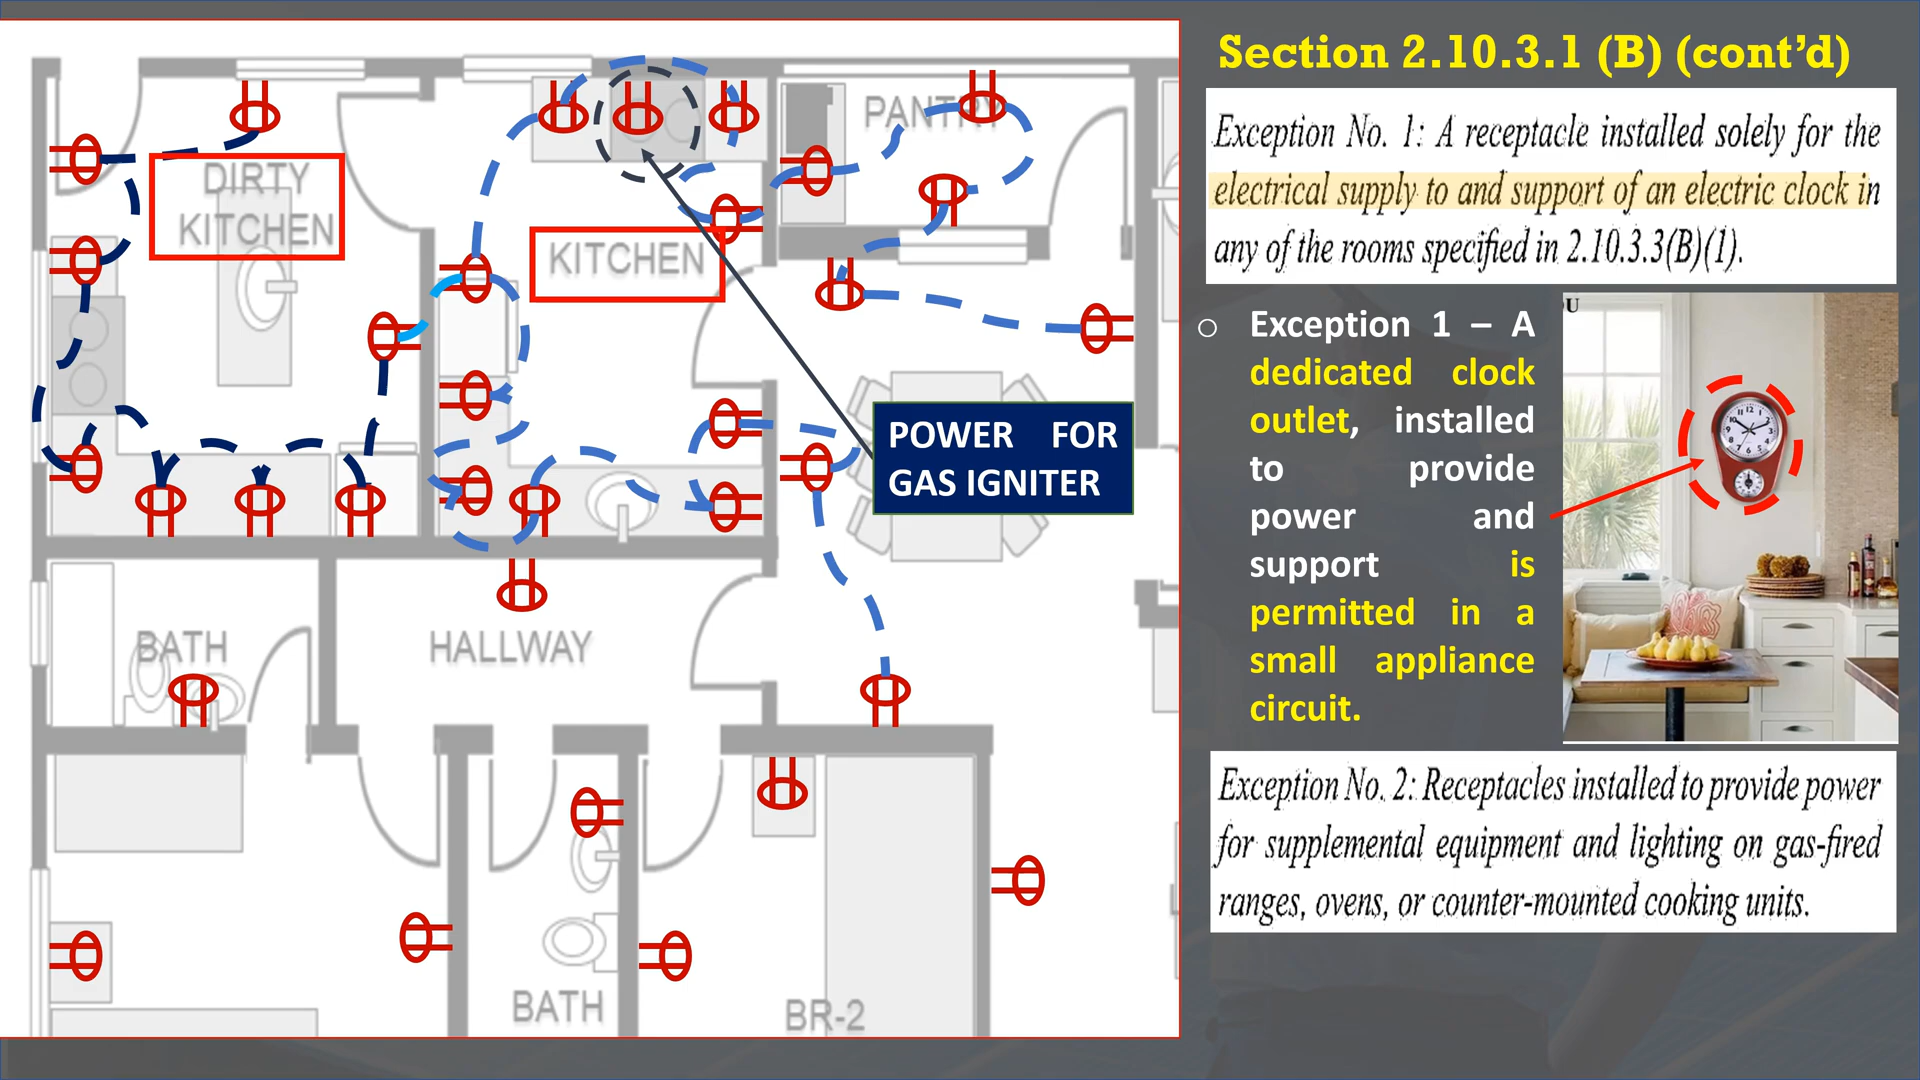 Section 2.10.3.1 (B) (cont’d)
Exception No. 1: A receptacle installed solely for the
electrical supply to and support of an electric clock in
any of the rooms specified in 2.10.3.3(B)(1).
○ Exception 1 – A
dedicated clock
outlet, installed
to provide
power and
support is
permitted in a
small appliance
circuit.
Exception No. 2: Receptacles installed to provide power
for supplemental equipment and lighting on gas-fired
ranges, ovens, or counter-mounted cooking units.
DIRTY
KITCHEN
KITCHEN
PANTRY
POWER FOR
GAS IGNITER
BATH
HALLWAY
BATH
BR-2
U
12